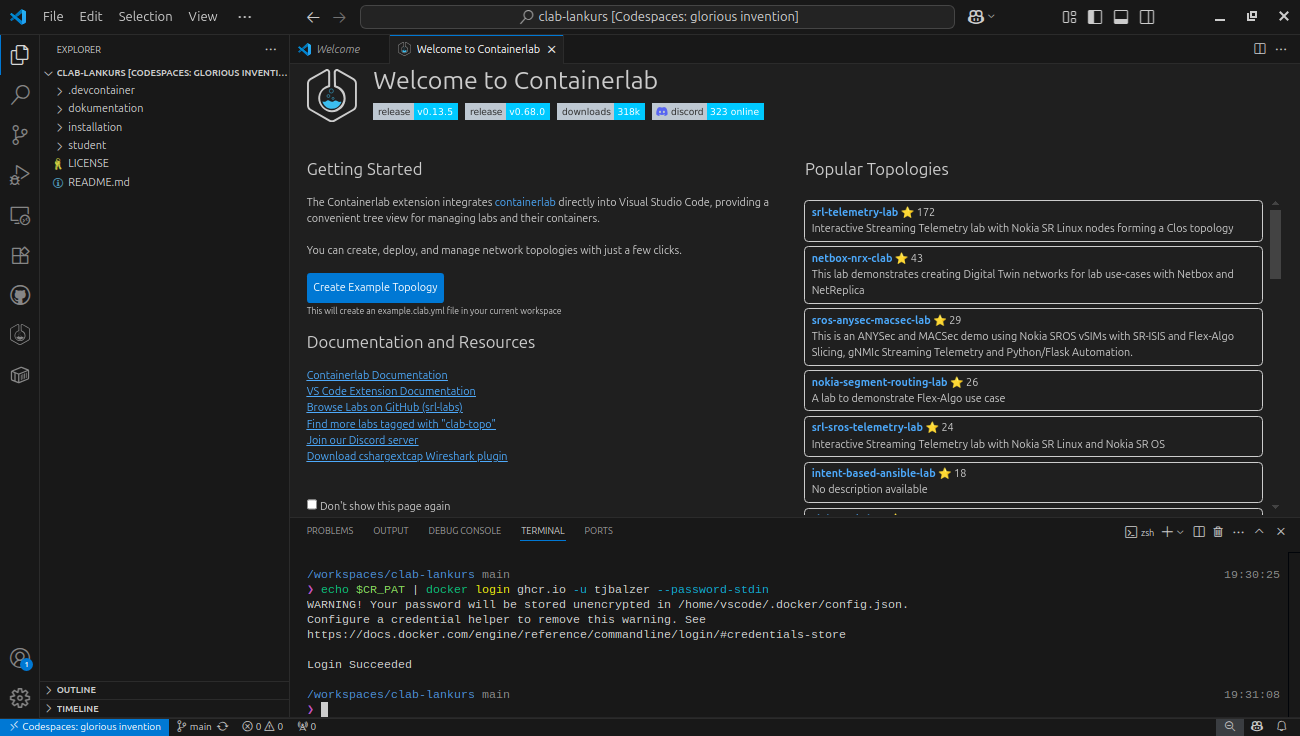 File Edit Selection View ···
clab-lankurs [Codespaces: glorious invention]
EXPLORER
CLAB-LANKURS [CODESPACES: GLORIOUS INVENTI...
.devcontainer
dokumentation
installation
student
LICENSE
README.md
OUTLINE
TIMELINE
Welcome
Welcome to Containerlab
Welcome to Containerlab
release v0.13.5 release v0.68.0 downloads 318k discord 323 online
Getting Started
The Containerlab extension integrates containerlab directly into Visual Studio Code, providing a
convenient tree view for managing labs and their containers.
You can create, deploy, and manage network topologies with just a few clicks.
Create Example Topology
This will create an example.clab.yml file in your current workspace
Documentation and Resources
Containerlab Documentation
VS Code Extension Documentation
Browse Labs on GitHub (srl-labs)
Find more labs tagged with "clab-topo"
Join our Discord server
Download cshargextcap Wireshark plugin
Don't show this page again
Popular Topologies
srl-telemetry-lab ⭐ 172
Interactive Streaming Telemetry lab with Nokia SR Linux nodes forming a Clos topology
netbox-nrx-clab ⭐ 43
This lab demonstrates creating Digital Twin networks for lab use-cases with Netbox and
NetReplica
sros-anysec-macsec-lab ⭐ 29
This is an ANYSec and MACSec demo using Nokia SROS vSIMs with SR-ISIS and Flex-Algo
Slicing, gNMIc Streaming Telemetry and Python/Flask Automation.
nokia-segment-routing-lab ⭐ 26
A lab to demonstrate Flex-Algo use case
srl-sros-telemetry-lab ⭐ 24
Interactive Streaming Telemetry lab with Nokia SR Linux and Nokia SR OS
intent-based-ansible-lab ⭐ 18
No description available
PROBLEMS OUTPUT DEBUG CONSOLE TERMINAL PORTS
zsh
/workspaces/clab-lankurs main 19:30:25
❯ echo $CR_PAT | docker login ghcr.io -u tjbalzer --password-stdin
WARNING! Your password will be stored unencrypted in /home/vscode/.docker/config.json.
Configure a credential helper to remove this warning. See
https://docs.docker.com/engine/reference/commandline/login/#credentials-store
Login Succeeded
/workspaces/clab-lankurs main 19:31:08
❯
1
Codespaces: glorious invention main 0 0 0